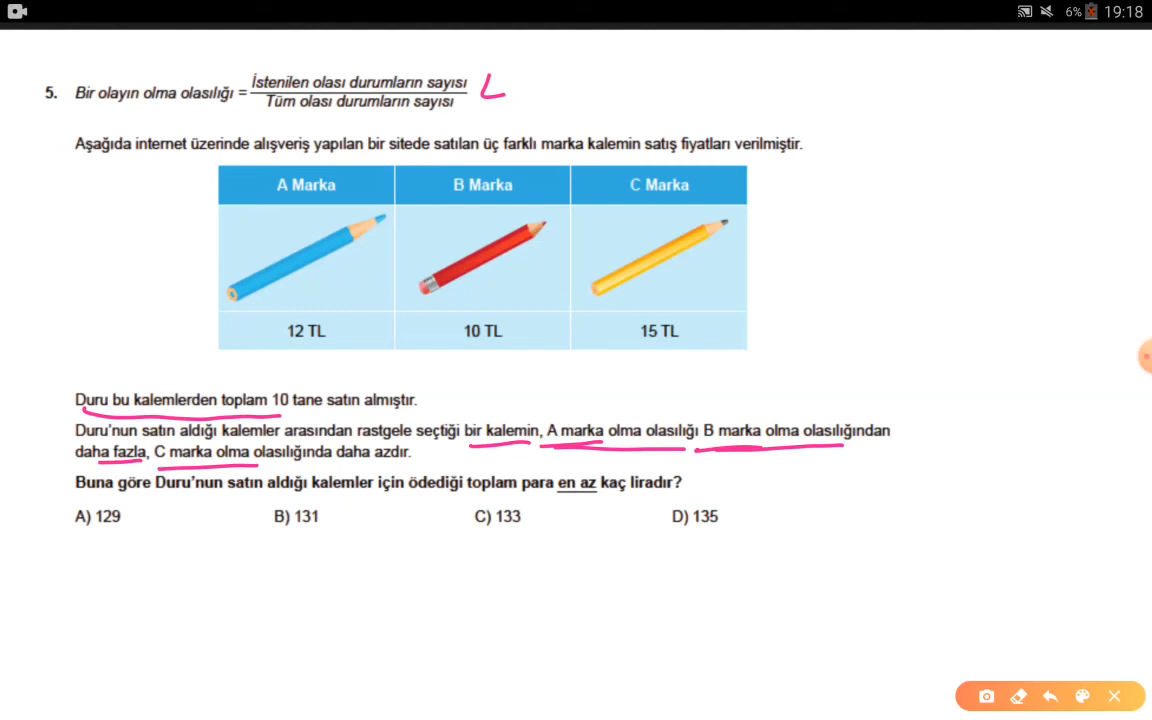 6% 19:18
5. Bir olayın olma olasılığı = İstenilen olası durumların sayısı
Tüm olası durumların sayısı
Aşağıda internet üzerinde alışveriş yapılan bir sitede satılan üç farklı marka kalemin satış fiyatları verilmiştir.
A Marka B Marka C Marka
12 TL 10 TL 15 TL
Duru bu kalemlerden toplam 10 tane satın almıştır.
Duru'nun satın aldığı kalemler arasından rastgele seçtiği bir kalemin, A marka olma olasılığı B marka olma olasılığından
daha fazla, C marka olma olasılığında daha azdır.
Buna göre Duru'nun satın aldığı kalemler için ödediği toplam para en az kaç liradır?
A) 129 B) 131 C) 133 D) 135